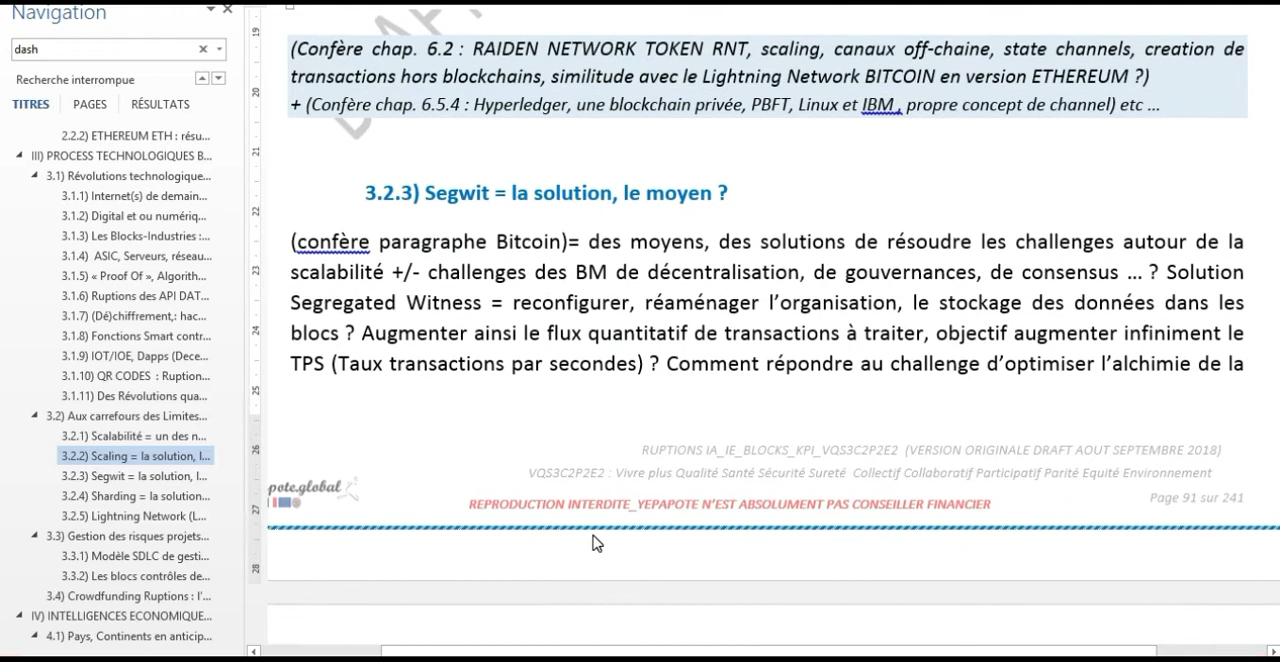 Navigation
dash
Recherche interrompue
TITRES PAGES RÉSULTATS
2.2.2) ETHEREUM ETH : résu...
III) PROCESS TECHNOLOGIQUES B...
3.1) Révolutions technologique...
3.1.1) Internet(s) de demain...
3.1.2) Digital et ou numériq...
3.1.3) Les Blocks-Industries :...
3.1.4) ASIC, Serveurs, réseau...
3.1.5) « Proof Of », Algorith...
3.1.6) Ruptions des API DAT...
3.1.7) (Dé)chiffrement,: hac...
3.1.8) Fonctions Smart contr...
3.1.9) IOT/IOE, Dapps (Dece...
3.1.10) QR CODES : Ruption...
3.1.11) Des Révolutions qua...
3.2) Aux carrefours des Limites...
3.2.1) Scalabilité = un des n...
3.2.2) Scaling = la solution, l...
3.2.3) Segwit = la solution, l...
3.2.4) Sharding = la solution...
3.2.5) Lightning Network (L...
3.3) Gestion des risques projets...
3.3.1) Modèle SDLC de gesti...
3.3.2) Les blocs contrôles de...
3.4) Crowdfunding Ruptions : l'...
IV) INTELLIGENCES ECONOMIQUE...
4.1) Pays, Continents en anticip...
19
20
21
22
23
24
25
26
27
28
(Confère chap. 6.2 : RAIDEN NETWORK TOKEN RNT, scaling, canaux off-chaine, state channels, creation de
transactions hors blockchains, similitude avec le Lightning Network BITCOIN en version ETHEREUM ?)
+ (Confère chap. 6.5.4 : Hyperledger, une blockchain privée, PBFT, Linux et IBM , propre concept de channel) etc ...
3.2.3) Segwit = la solution, le moyen ?
(confère paragraphe Bitcoin)= des moyens, des solutions de résoudre les challenges autour de la
scalabilité +/- challenges des BM de décentralisation, de gouvernances, de consensus ... ? Solution
Segregated Witness = reconfigurer, réaménager l'organisation, le stockage des données dans les
blocs ? Augmenter ainsi le flux quantitatif de transactions à traiter, objectif augmenter infiniment le
TPS (Taux transactions par secondes) ? Comment répondre au challenge d'optimiser l'alchimie de la
RUPTIONS IA_IE_BLOCKS_KPI_VQS3C2P2E2 (VERSION ORIGINALE DRAFT AOUT SEPTEMBRE 2018)
VQS3C2P2E2 : Vivre plus Qualité Santé Sécurité Sureté Collectif Collaboratif Participatif Parité Equité Environnement
pote.global
Page 91 sur 241
REPRODUCTION INTERDITE_YEPAPOTE N'EST ABSOLUMENT PAS CONSEILLER FINANCIER